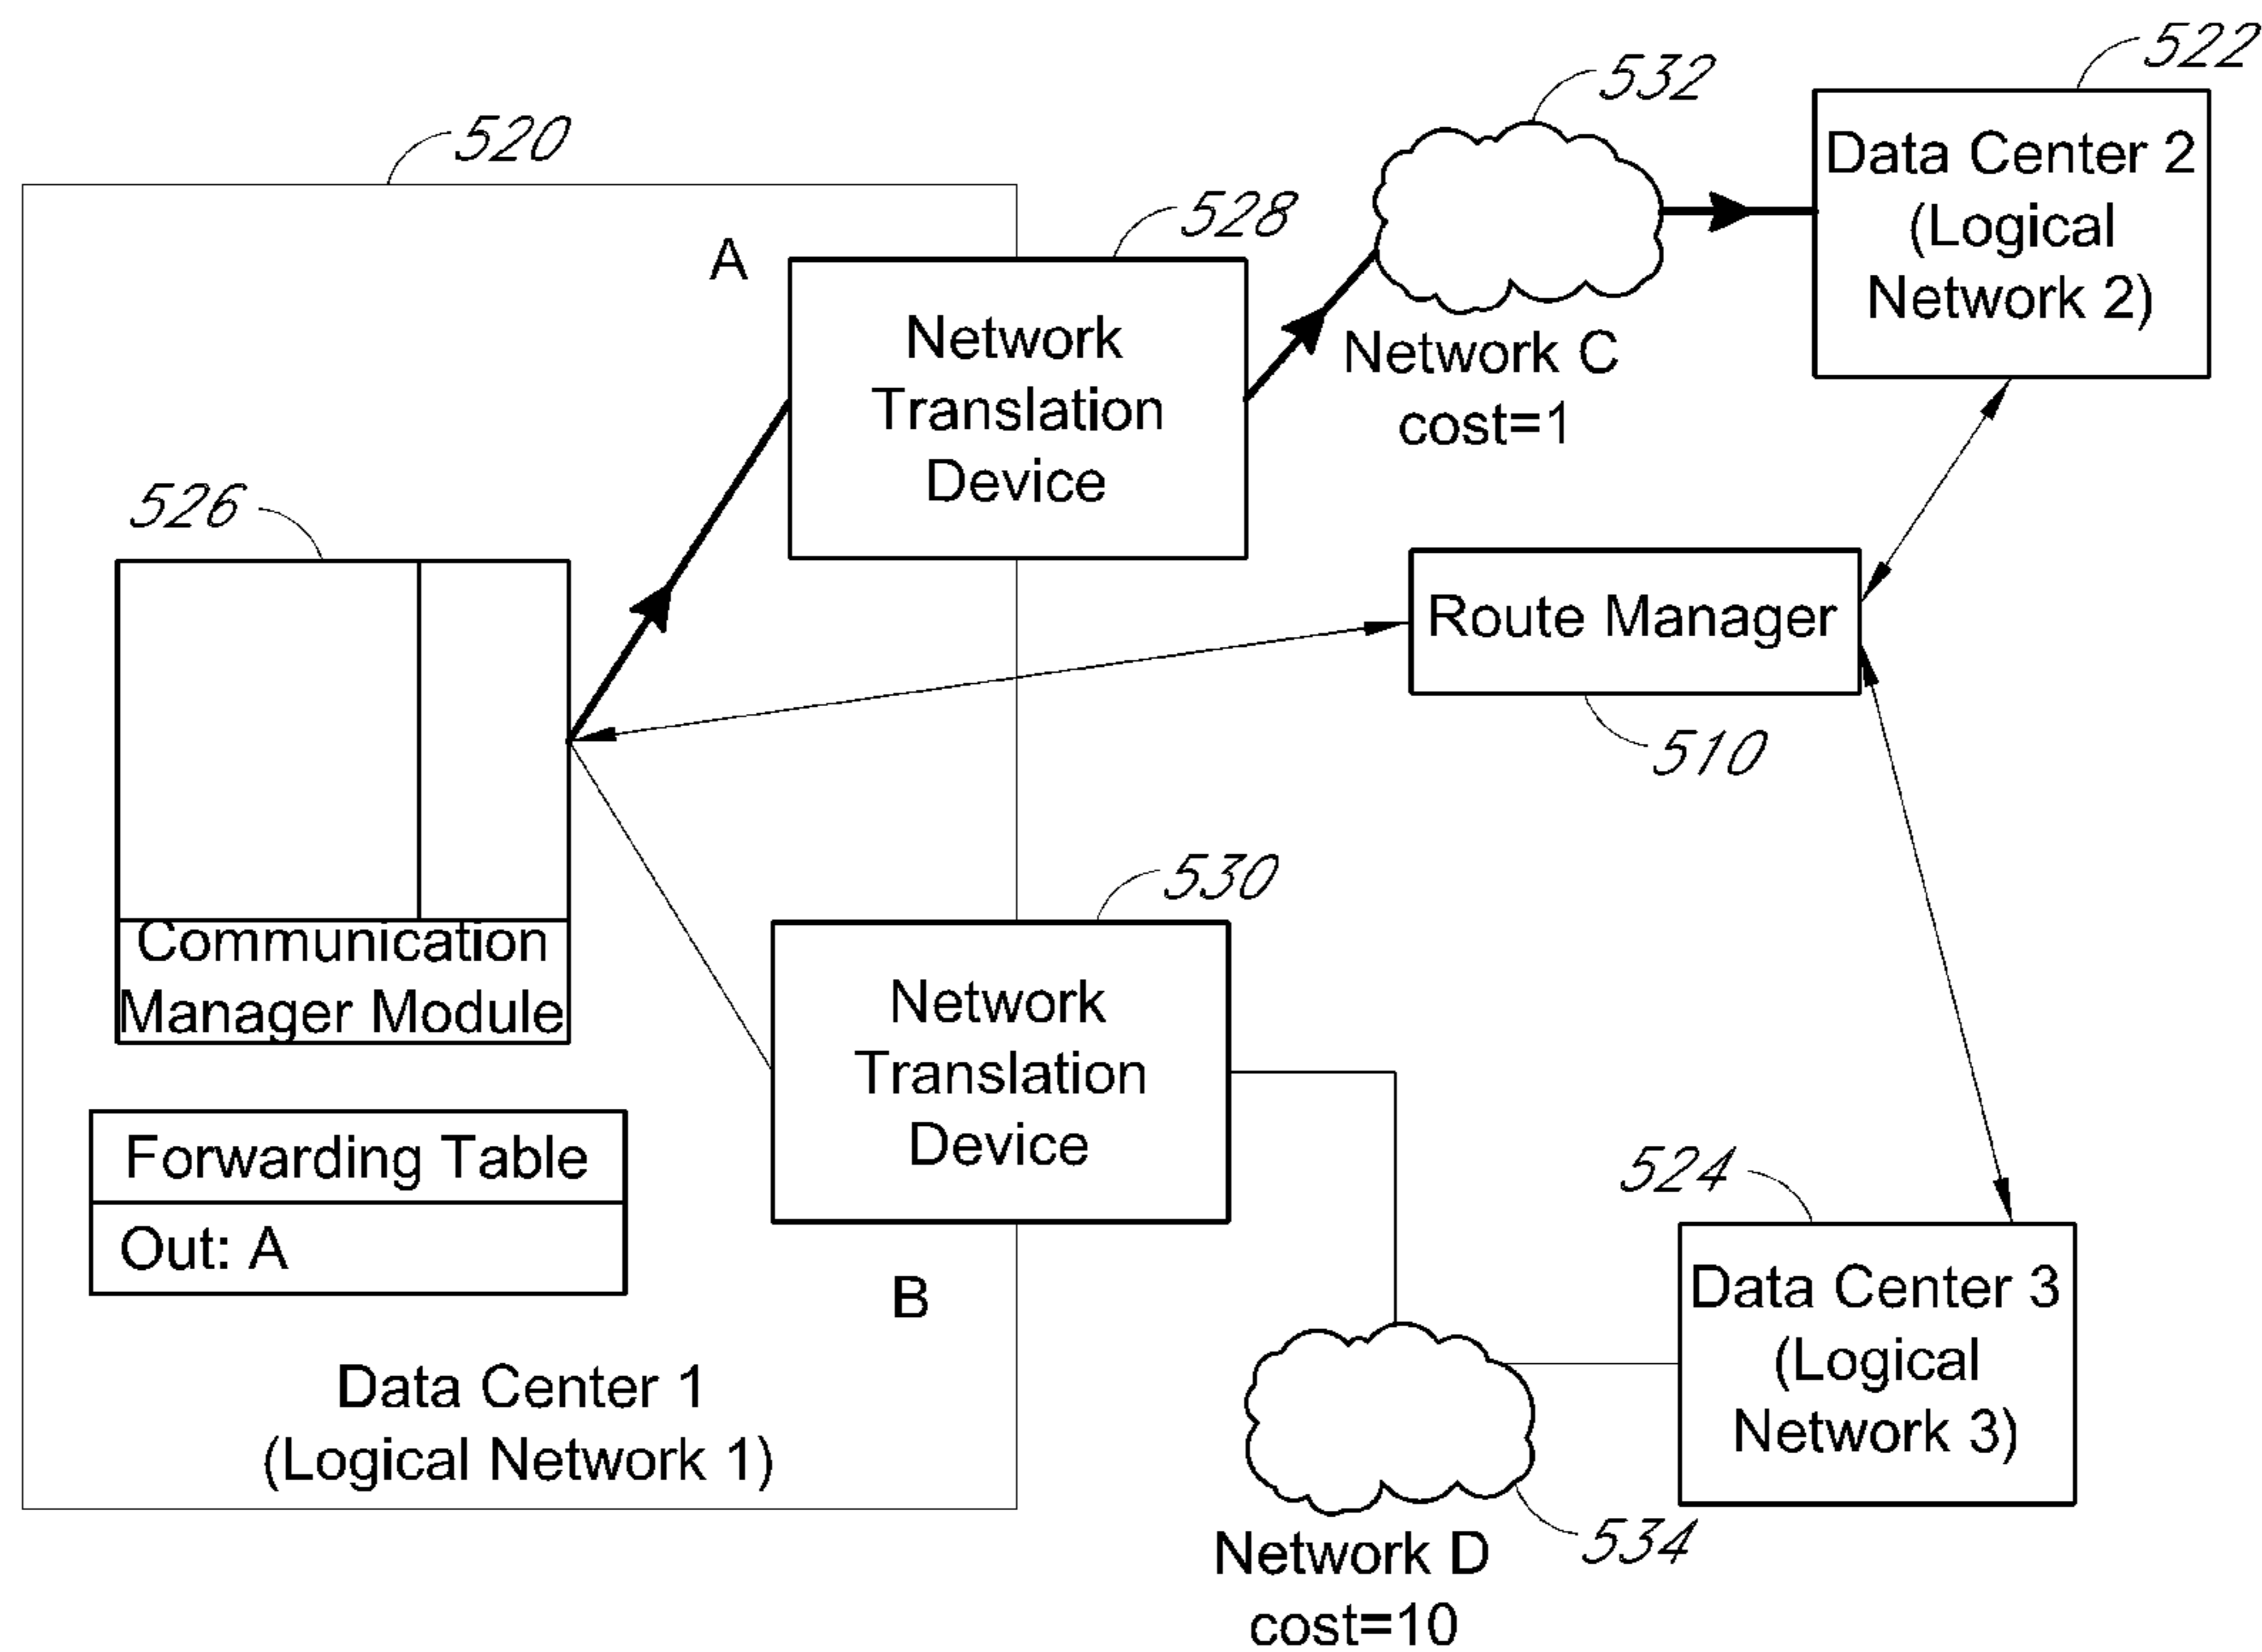 522
532
520
Data Center 2
(Logical
Network 2)
528
A
Network
Translation
Device
Network C
cost=1
526
Route Manager
510
Communication
Manager Module
530
Network
Translation
Device
Forwarding Table
Out: A
B
524
Data Center 3
(Logical
Network 3)
Data Center 1
(Logical Network 1)
534
Network D
cost=10